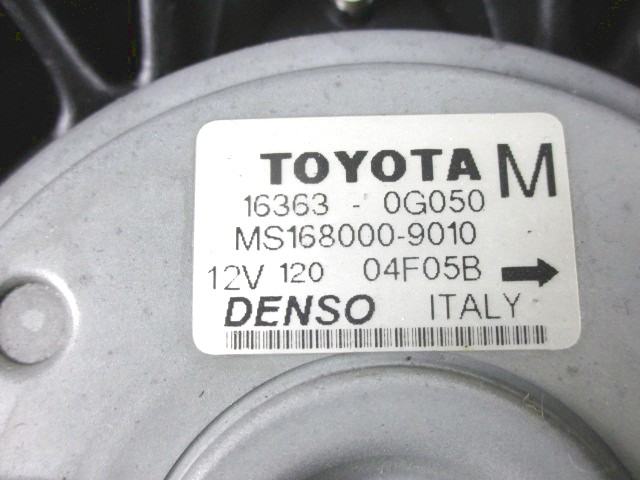 TOYOTA M
16363 - 0G050
MS168000-9010
12V 120 04F05B
DENSO ITALY